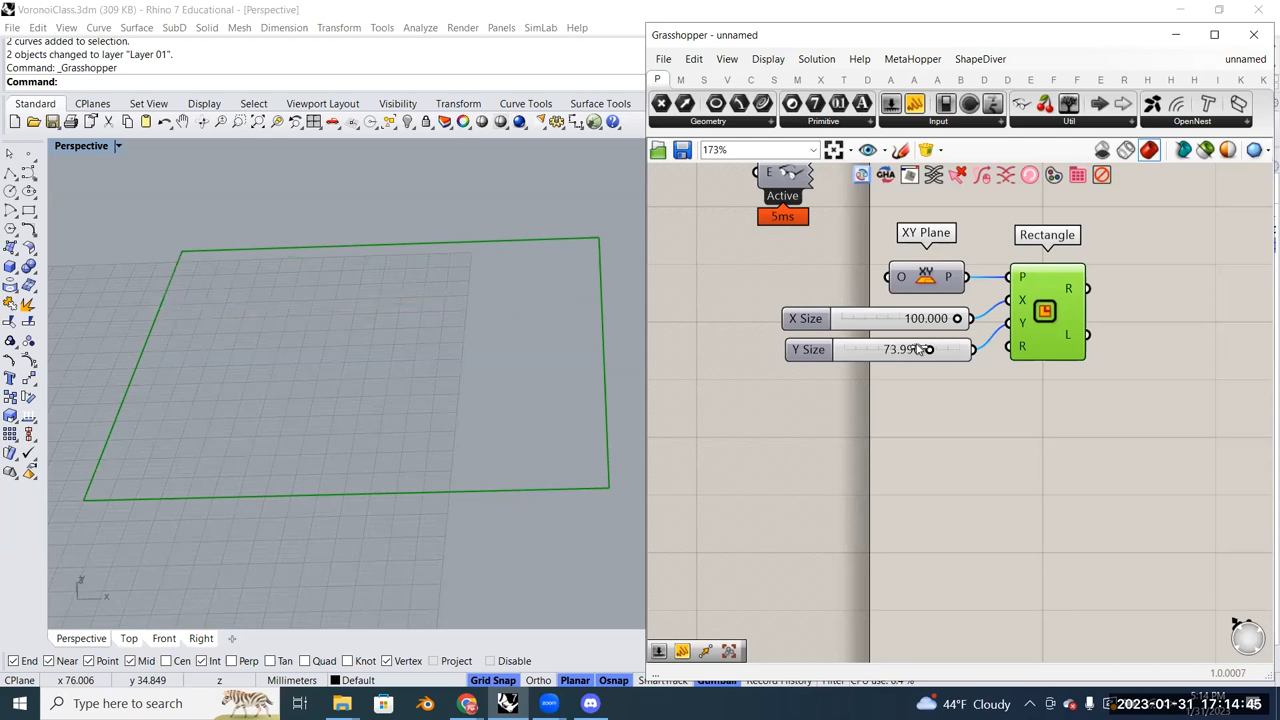 VoronoiClass.3dm (309 KB) - Rhino 7 Educational - [Perspective]
File Edit View Curve Surface SubD Solid Mesh Dimension Transform Tools Analyze Render Panels SimLab Help
2 curves added to selection.
2 objects changed to layer "Layer 01".
Command: _Grasshopper
Command:
Standard CPlanes Set View Display Select Viewport Layout Visibility Transform Curve Tools Surface Tools
Perspective
y
x
Perspective Top Front Right
End Near Point Mid Cen Int Perp Tan Quad Knot Vertex Project Disable
CPlane x 76.006 y 34.849 z Millimeters Default Grid Snap Ortho Planar Osnap
Grasshopper - unnamed
File Edit View Display Solution Help MetaHopper ShapeDiver unnamed
P M S V C S M I X T D A A A B D D E F F F H H H I K K
Geometry Primitive Input Util OpenNest
173%
GHA
E
Active
5ms
XY Plane
Rectangle
O XY P
P
X
Y
R
R
L
X Size 100.000
Y Size 73.99
1.0.0007
Type here to search
44°F Cloudy
2023-01-31 17:14:45